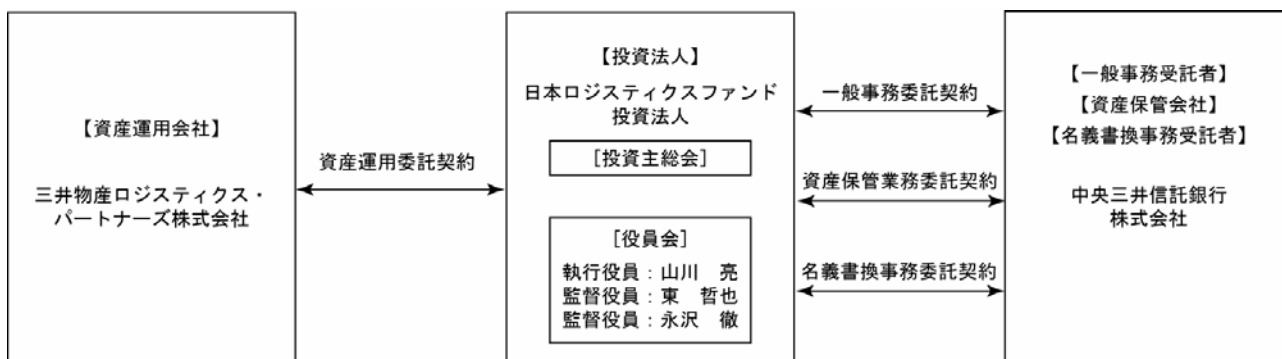 【資産運用会社】
三井物産ロジスティクス・
パートナーズ株式会社
資産運用委託契約
【投資法人】
日本ロジスティクスファンド
投資法人
［投資主総会］
［役員会］
執行役員：山川　亮
監督役員：東　哲也
監督役員：永沢　徹
一般事務委託契約
資産保管業務委託契約
名義書換事務委託契約
【一般事務受託者】
【資産保管会社】
【名義書換事務受託者】
中央三井信託銀行
株式会社